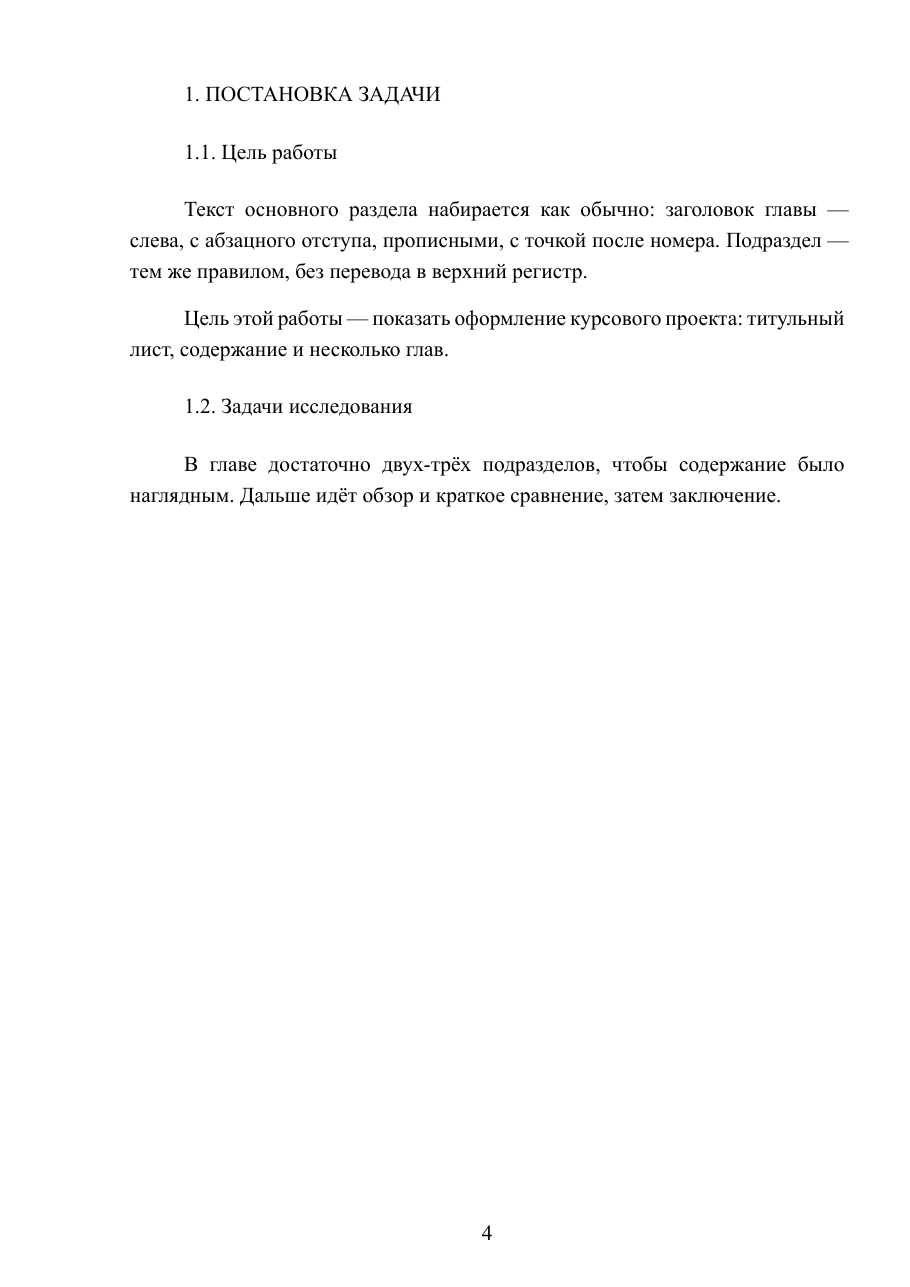 1. ПОСТАНОВКА ЗАДАЧИ
1.1. Цель работы
Текст основного раздела набирается как обычно: заголовок главы —
слева, с абзацного отступа, прописными, с точкой после номера. Подраздел —
тем же правилом, без перевода в верхний регистр.
Цель этой работы — показать оформление курсового проекта: титульный
лист, содержание и несколько глав.
1.2. Задачи исследования
В главе достаточно двух-трёх подразделов, чтобы содержание было
наглядным. Дальше идёт обзор и краткое сравнение, затем заключение.
4